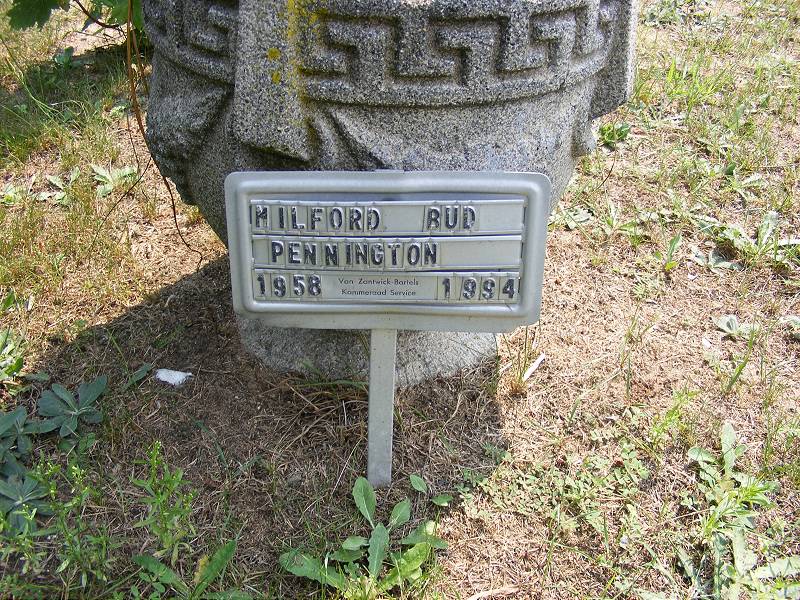 MILFORD BUD
PENNINGTON
1958 Van Zantwick-Bartels 1994
Kammeraad Service